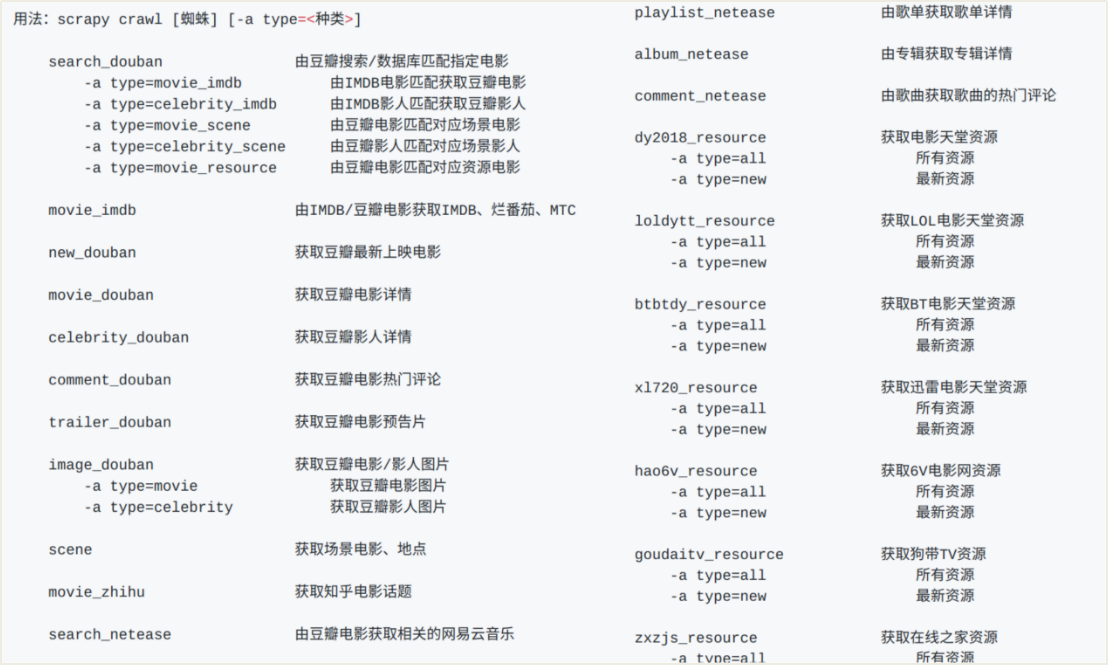 用法：scrapy crawl [蜘蛛] [-a type=<种类>]
search_douban 由豆瓣搜索/数据库匹配指定电影
-a type=movie_imdb 由IMDB电影匹配获取豆瓣电影
-a type=celebrity_imdb 由IMDB影人匹配获取豆瓣影人
-a type=movie_scene 由豆瓣电影匹配对应场景电影
-a type=celebrity_scene 由豆瓣影人匹配对应场景影人
-a type=movie_resource 由豆瓣电影匹配对应资源电影
movie_imdb 由IMDB/豆瓣电影获取IMDB、烂番茄、MTC
new_douban 获取豆瓣最新上映电影
movie_douban 获取豆瓣电影详情
celebrity_douban 获取豆瓣影人详情
comment_douban 获取豆瓣电影热门评论
trailer_douban 获取豆瓣电影预告片
image_douban 获取豆瓣电影/影人图片
-a type=movie 获取豆瓣电影图片
-a type=celebrity 获取豆瓣影人图片
scene 获取场景电影、地点
movie_zhihu 获取知乎电影话题
search_netease 由豆瓣电影获取相关的网易云音乐
playlist_netease 由歌单获取歌单详情
album_netease 由专辑获取专辑详情
comment_netease 由歌曲获取歌曲的热门评论
dy2018_resource 获取电影天堂资源
-a type=all 所有资源
-a type=new 最新资源
loldytt_resource 获取LOL电影天堂资源
-a type=all 所有资源
-a type=new 最新资源
btbtdy_resource 获取BT电影天堂资源
-a type=all 所有资源
-a type=new 最新资源
xl720_resource 获取迅雷电影天堂资源
-a type=all 所有资源
-a type=new 最新资源
hao6v_resource 获取6V电影网资源
-a type=all 所有资源
-a type=new 最新资源
goudaitv_resource 获取狗带TV资源
-a type=all 所有资源
-a type=new 最新资源
zxzjs_resource 获取在线之家资源
-a type=all 所有资源